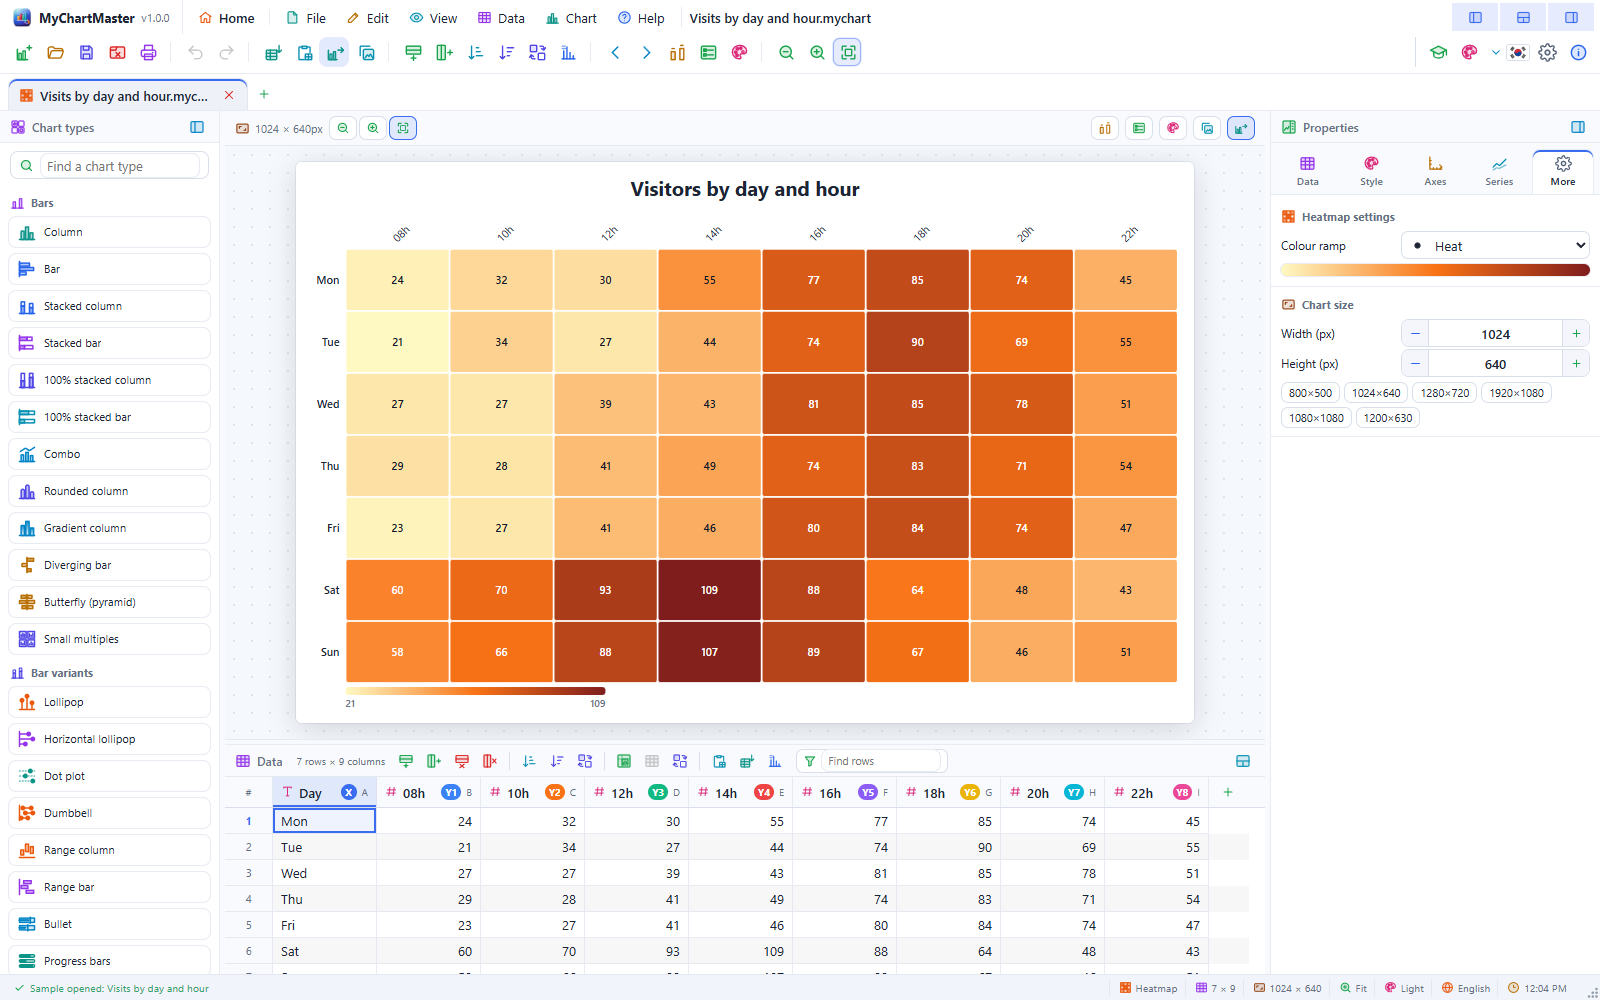 MyChartMaster v1.0.0 Home File Edit View Data Chart Help Visits by day and hour.mychart
Visits by day and hour.myc...
Chart types
Find a chart type
Bars
Column
Bar
Stacked column
Stacked bar
100% stacked column
100% stacked bar
Combo
Rounded column
Gradient column
Diverging bar
Butterfly (pyramid)
Small multiples
Bar variants
Lollipop
Horizontal lollipop
Dot plot
Dumbbell
Range column
Range bar
Bullet
Progress bars
1024 × 640px
Visitors by day and hour
08h 10h 12h 14h 16h 18h 20h 22h
Mon 24 32 30 55 77 85 74 45
Tue 21 34 27 44 74 90 69 55
Wed 27 27 39 43 81 85 78 51
Thu 29 28 41 49 74 83 71 54
Fri 23 27 41 46 80 84 74 47
Sat 60 70 93 109 88 64 48 43
Sun 58 66 88 107 89 67 46 51
21 109
Data 7 rows × 9 columns Find rows
# Day X A # 08h Y1 B # 10h Y2 C # 12h Y3 D # 14h Y4 E # 16h Y5 F # 18h Y6 G # 20h Y7 H # 22h Y8 I
1 Mon 24 32 30 55 77 85 74 45
2 Tue 21 34 27 44 74 90 69 55
3 Wed 27 27 39 43 81 85 78 51
4 Thu 29 28 41 49 74 83 71 54
5 Fri 23 27 41 46 80 84 74 47
6 Sat 60 70 93 109 88 64 48 43
Properties
Data Style Axes Series More
Heatmap settings
Colour ramp Heat
Chart size
Width (px) 1024
Height (px) 640
800×500 1024×640 1280×720 1920×1080
1080×1080 1200×630
Sample opened: Visits by day and hour
Heatmap 7 × 9 1024 × 640 Fit Light English 12:04 PM